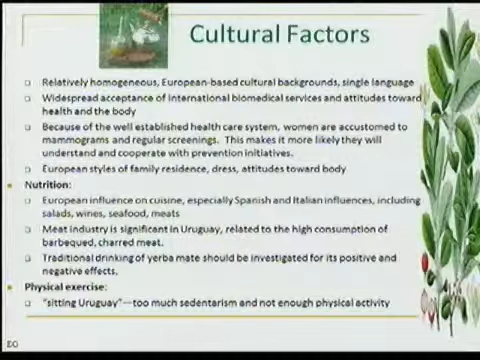 Cultural Factors
Relatively homogeneous, European-based cultural backgrounds, single language
Widespread acceptance of international biomedical services and attitudes toward
health and the body
Because of the well established health care system, women are accustomed to
mammograms and regular screenings. This makes it more likely they will
understand and cooperate with prevention initiatives.
European styles of family residence, dress, attitudes toward body
Nutrition:
European influence on cuisine, especially Spanish and Italian influences, including
salads, wines, seafood, meats
Meat industry is significant in Uruguay, related to the high consumption of
barbequed, charred meat.
Traditional drinking of yerba mate should be investigated for its positive and
negative effects.
Physical exercise:
"sitting Uruguay"—too much sedentarism and not enough physical activity